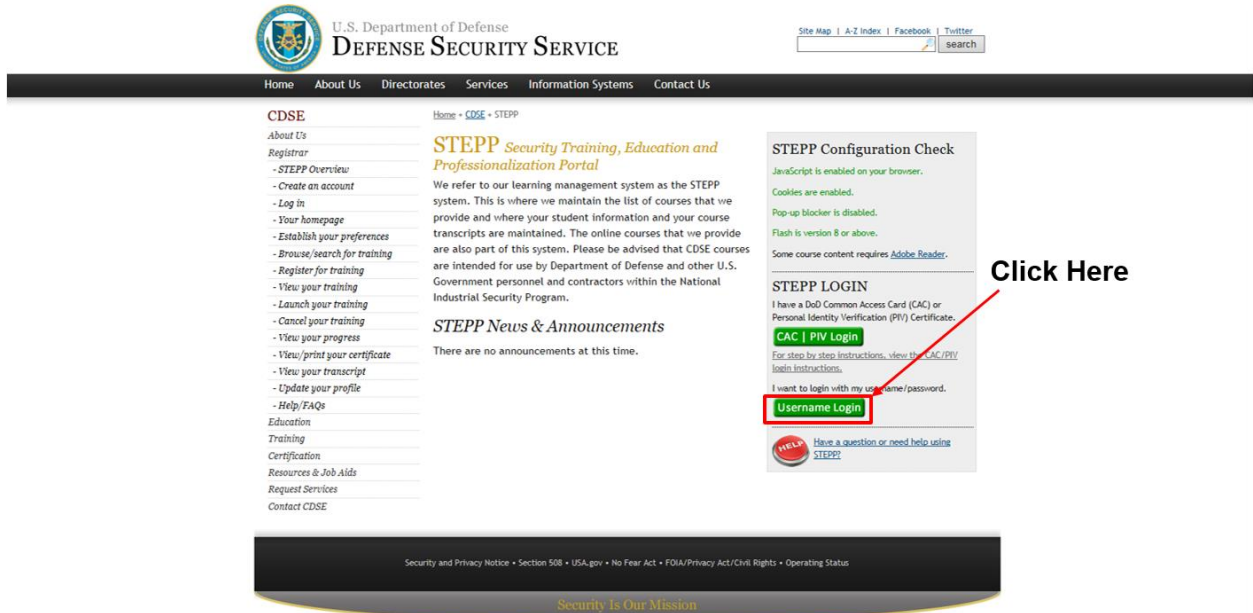 U.S. Department of Defense
DEFENSE SECURITY SERVICE
Site Map | A-Z Index | Facebook | Twitter
search
Home About Us Directorates Services Information Systems Contact Us
CDSE
About Us
Registrar
- STEPP Overview
- Create an account
- Log in
- Your homepage
- Establish your preferences
- Browse/search for training
- Register for training
- View your training
- Launch your training
- Cancel your training
- View your progress
- View/print your certificate
- View your transcript
- Update your profile
- Help/FAQs
Education
Training
Certification
Resources & Job Aids
Request Services
Contact CDSE
Home • CDSE • STEPP
STEPP Security Training, Education and
Professionalization Portal
We refer to our learning management system as the STEPP
system. This is where we maintain the list of courses that we
provide and where your student information and your course
transcripts are maintained. The online courses that we provide
are also part of this system. Please be advised that CDSE courses
are intended for use by Department of Defense and other U.S.
Government personnel and contractors within the National
Industrial Security Program.
STEPP News & Announcements
There are no announcements at this time.
STEPP Configuration Check
JavaScript is enabled on your browser.
Cookies are enabled.
Pop-up blocker is disabled.
Flash is version 8 or above.
Some course content requires Adobe Reader.
STEPP LOGIN
I have a DoD Common Access Card (CAC) or
Personal Identity Verification (PIV) Certificate.
CAC | PIV Login
For step by step instructions, view the CAC/PIV
login instructions.
I want to login with my username/password.
Username Login
HELP
Have a question or need help using
STEPP?
Click Here
Security and Privacy Notice • Section 508 • USA.gov • No Fear Act • FOIA/Privacy Act/Civil Rights • Operating Status
Security Is Our Mission